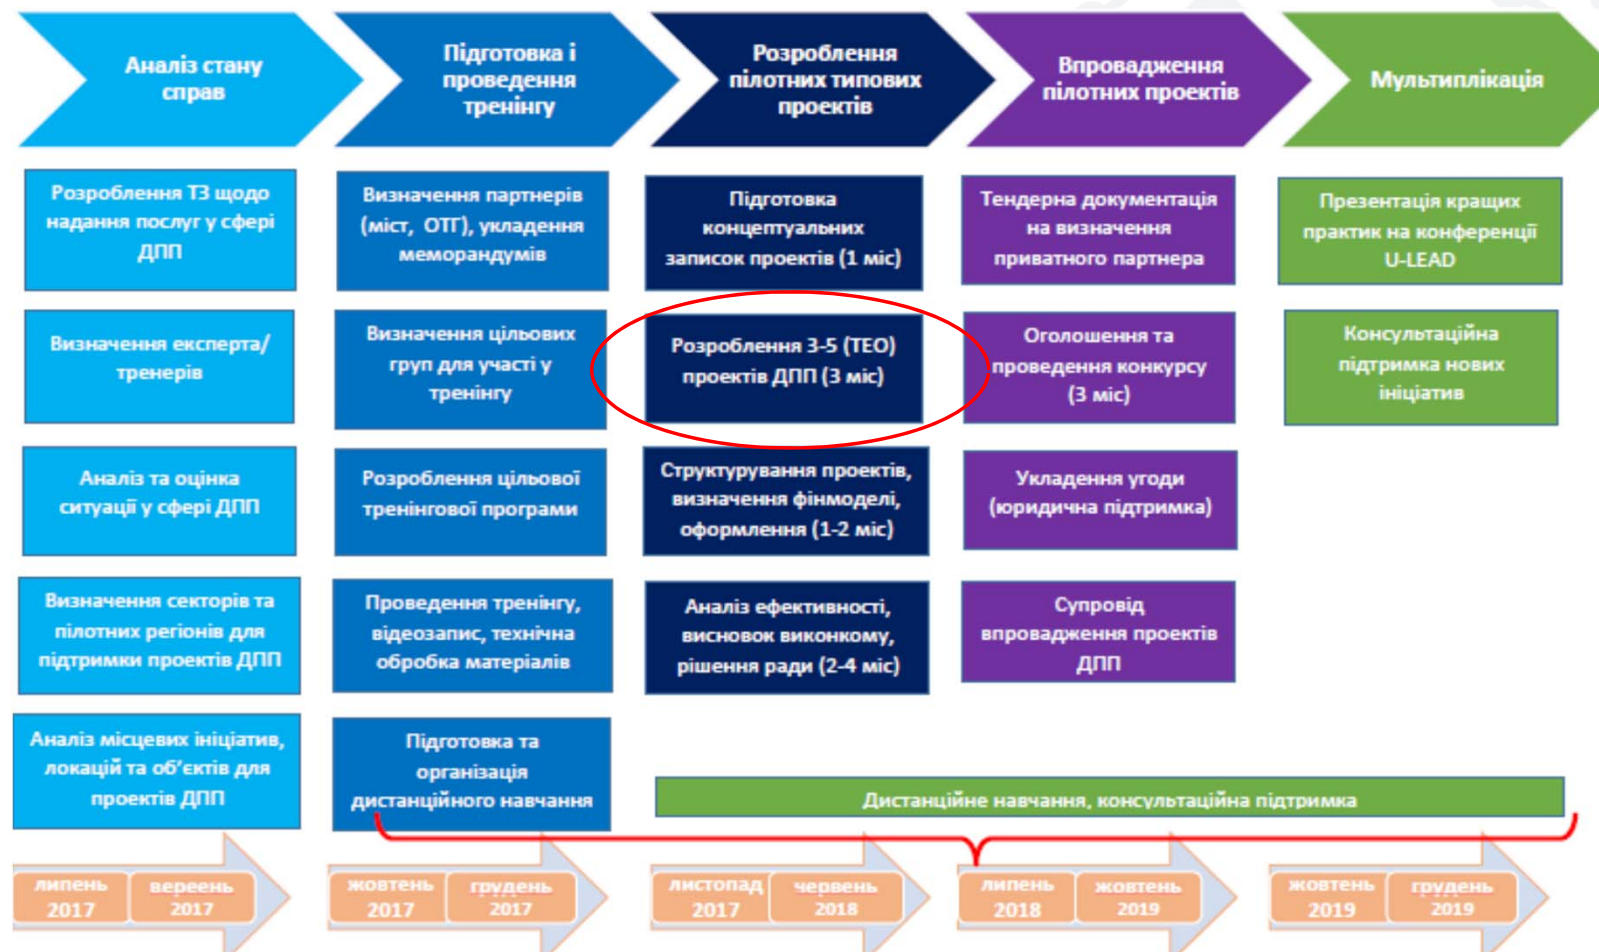 Аналіз стану
справ
Підготовка і
проведення
тренінгу
Розроблення
пілотних типових
проектів
Впровадження
пілотних проектів
Мультиплікація
Розроблення ТЗ щодо
надання послуг у сфері
ДПП
Визначення партнерів
(міст, ОТГ), укладення
меморандумів
Підготовка
концептуальних
записок проектів (1 міс)
Тендерна документація
на визначення
приватного партнера
Презентація кращих
практик на конференції
U-LEAD
Визначення експерта/
тренерів
Визначення цільових
груп для участі у
тренінгу
Розроблення 3-5 (ТЕО)
проектів ДПП (3 міс)
Оголошення та
проведення конкурсу
(3 міс)
Консультаційна
підтримка нових
ініціатив
Аналіз та оцінка
ситуації у сфері ДПП
Розроблення цільової
тренінгової програми
Структурування проектів,
визначення фінмоделі,
оформлення (1-2 міс)
Укладення угоди
(юридична підтримка)
Визначення секторів та
пілотних регіонів для
підтримки проектів ДПП
Проведення тренінгу,
відеозапис, технічна
обробка матеріалів
Аналіз ефективності,
висновок виконкому,
рішення ради (2-4 міс)
Супровід
впровадження проектів
ДПП
Аналіз місцевих ініціатив,
локацій та об'єктів для
проектів ДПП
Підготовка та
організація
дистанційного навчання
Дистанційне навчання, консультаційна підтримка
липень
2017
вереень
2017
жовтень
2017
грудень
2017
листопад
2017
червень
2018
липень
2018
жовтень
2019
жовтень
2019
грудень
2019